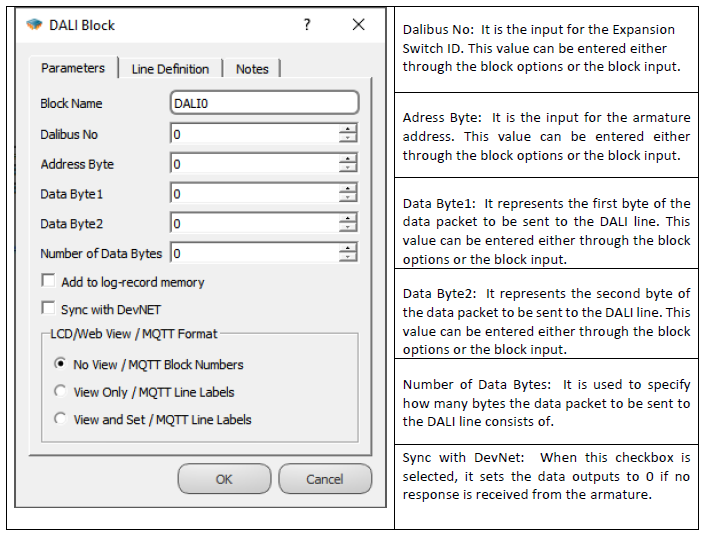 DALI Block
?
Parameters
Line Definition
Notes
Block Name
DALI0
Dalibus No
0
Address Byte
0
Data Byte1
0
Data Byte2
0
Number of Data Bytes
0
Add to log-record memory
Sync with DevNET
LCD/Web View / MQTT Format
No View / MQTT Block Numbers
View Only / MQTT Line Labels
View and Set / MQTT Line Labels
OK
Cancel
Dalibus No: It is the input for the Expansion
Switch ID. This value can be entered either
through the block options or the block input.
Adress Byte: It is the input for the armature
address. This value can be entered either
through the block options or the block input.
Data Byte1: It represents the first byte of the
data packet to be sent to the DALI line. This
value can be entered either through the block
options or the block input.
Data Byte2: It represents the second byte of
the data packet to be sent to the DALI line. This
value can be entered either through the block
options or the block input.
Number of Data Bytes: It is used to specify
how many bytes the data packet to be sent to
the DALI line consists of.
Sync with DevNet: When this checkbox is
selected, it sets the data outputs to 0 if no
response is received from the armature.